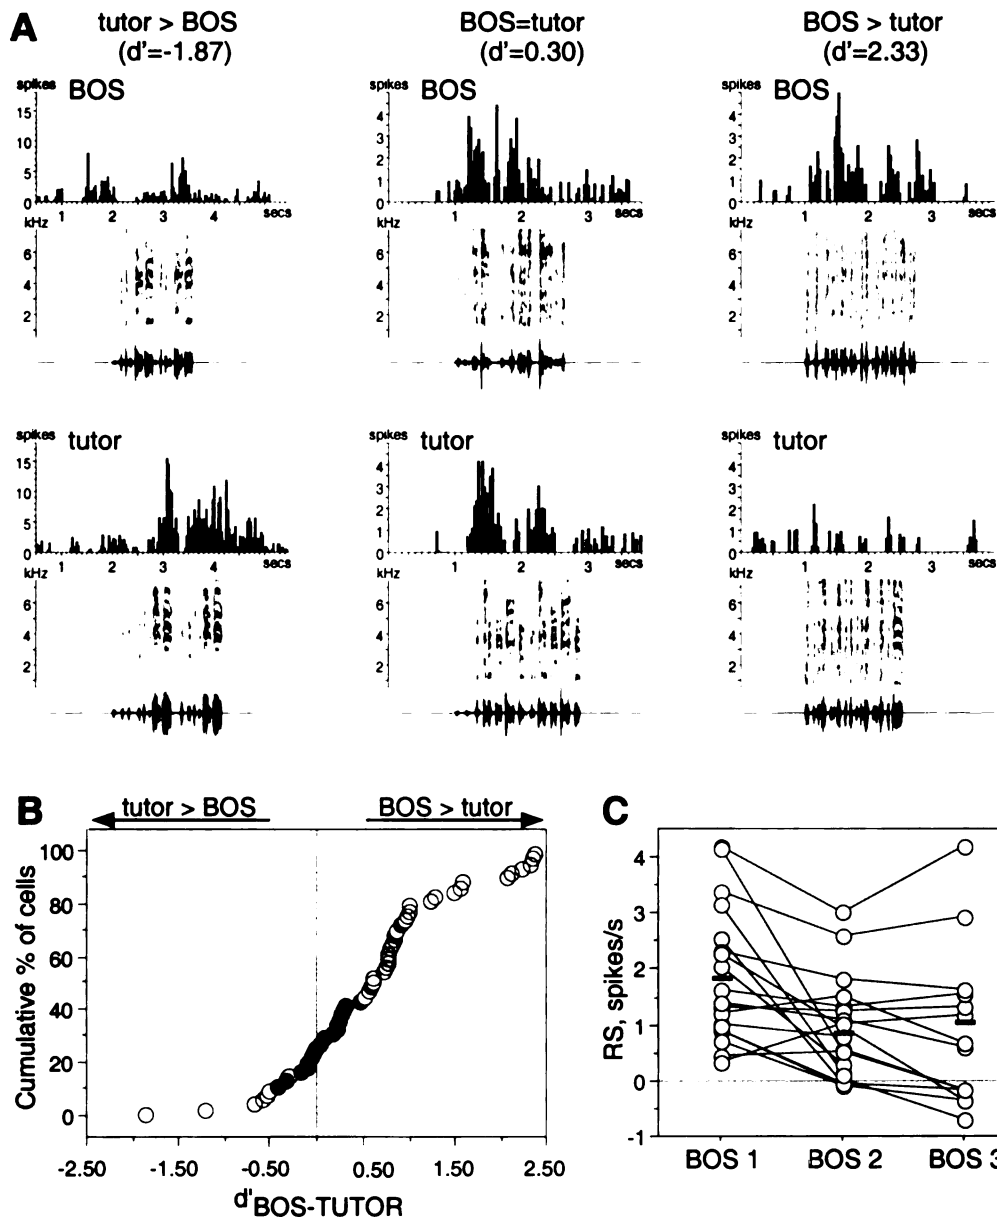 A
tutor > BOS
(d'=-1.87)
BOS=tutor
(d'=0.30)
BOS > tutor
(d'=2.33)
spikes BOS
15
10
5
0
1 2 3 4 secs
kHz
6
4
2
spikes BOS
4
3
2
1
0
1 2 3 secs
kHz
6
4
2
spikes BOS
4
3
2
1
0
1 2 3 secs
kHz
6
4
2
spikes tutor
15
10
5
0
1 2 3 4 secs
kHz
6
4
2
spikes tutor
4
3
2
1
0
1 2 3 secs
kHz
6
4
2
spikes tutor
4
3
2
1
0
1 2 3 secs
kHz
6
4
2
B
tutor > BOS
BOS > tutor
Cumulative % of cells
100
80
60
40
20
0
-2.50 -1.50 -0.50 0.50 1.50 2.50
d'BOS-TUTOR
C
RS, spikes/s
4
3
2
1
0
-1
BOS 1 BOS 2 BOS 3